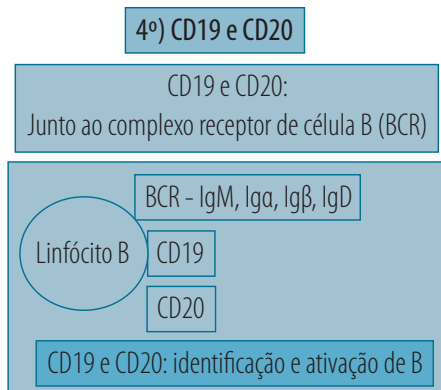 4º) CD19 e CD20
CD19 e CD20:
Junto ao complexo receptor de célula B (BCR)
BCR - IgM, Igα, Igβ, IgD
Linfócito B
CD19
CD20
CD19 e CD20: identificação e ativação de B